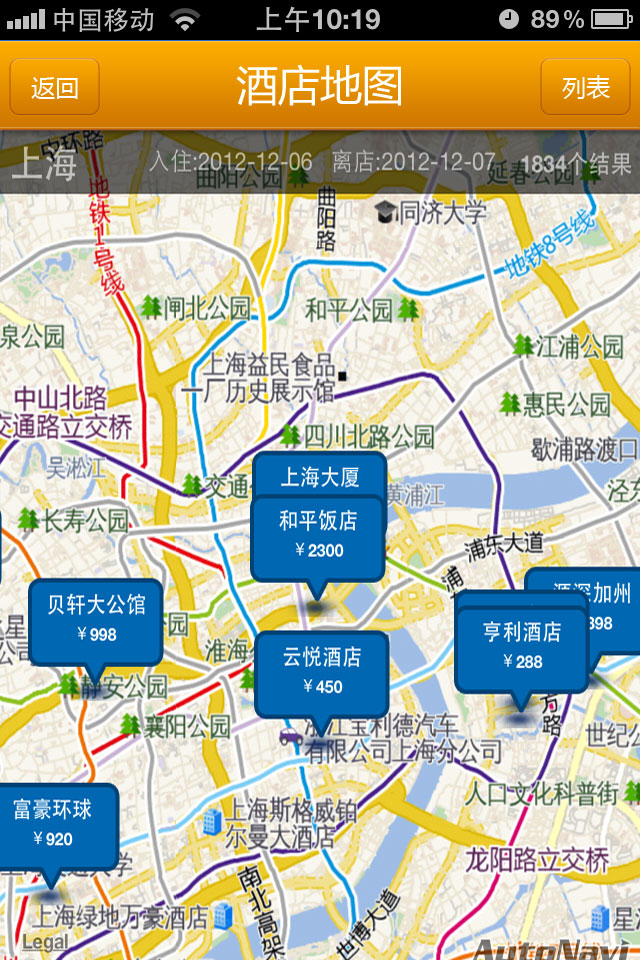 中国移动
上午10:19
89%
返回
酒店地图
列表
上海
入住:2012-12-06
离店:2012-12-07
1834个结果
曲阳公园
延春公园
地铁1号线
曲阳路
同济大学
地铁8号线
闸北公园
和平公园
泉公园
江浦公园
上海益民食品
一厂历史展示馆
中山北路
交通路立交桥
惠民公园
四川北路公园
歇浦路渡口
吴淞江
交通
上海大厦
黄浦江
长寿公园
和平饭店
¥2300
浦东大道
浦
贝轩大公馆
¥998
源深加州
398
亨利酒店
¥288
淮海
云悦酒店
¥450
静安公园
襄阳公园
方路
浙江宝利德汽车
有限公司上海分公司
世纪公
人口文化科普街
富豪环球
¥920
上海斯格威铂
尔曼大酒店
龙阳路立交桥
大学
上海绿地万豪酒店
南北高架
世博大道
星
Legal
AutoNavi